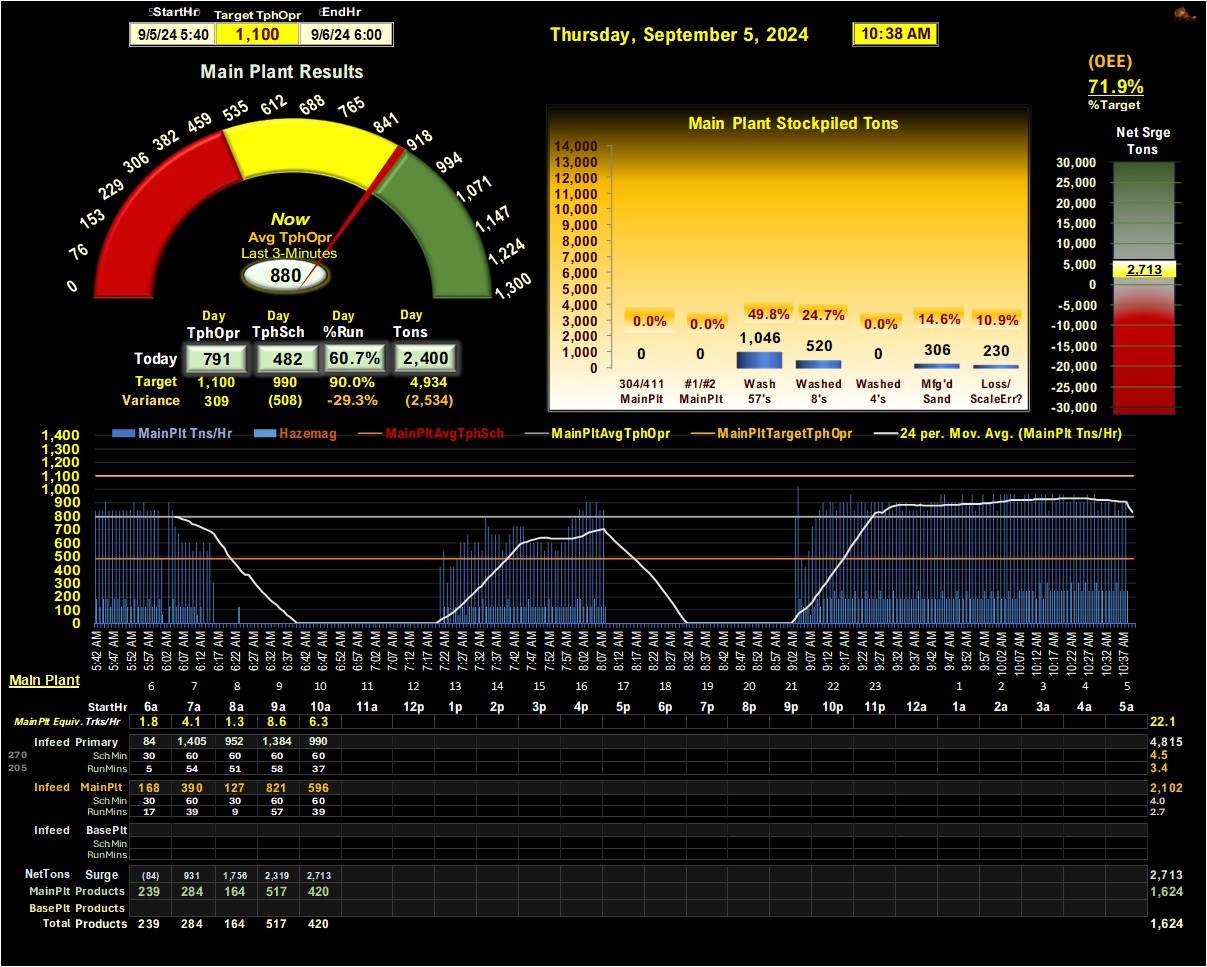 StartHr Target TphOpr EndHr
9/5/24 5:40 1,100 9/6/24 6:00
Thursday, September 5, 2024
10:38 AM
(OEE)
71.9%
%Target
Main Plant Results
0 76 153 229 306 382 459 535 612 688 765 841 918 994 1,071 1,147 1,224 1,300
Now
Avg TphOpr
Last 3-Minutes
880
Day Day Day Day
TphOpr TphSch %Run Tons
Today 791 482 60.7% 2,400
Target 1,100 990 90.0% 4,934
Variance 309 (508) -29.3% (2,534)
Main Plant Stockpiled Tons
14,000
13,000
12,000
11,000
10,000
9,000
8,000
7,000
6,000
5,000
4,000
3,000
2,000
1,000
0
0.0% 0.0% 49.8% 24.7% 0.0% 14.6% 10.9%
0 0 1,046 520 0 306 230
304/411 #1/#2 Wash Washed Washed Mfg'd Loss/
MainPlt MainPlt 57's 8's 4's Sand ScaleErr?
Net Srge
Tons
30,000
25,000
20,000
15,000
10,000
5,000
0
-5,000
-10,000
-15,000
-20,000
-25,000
-30,000
2,713
MainPlt Tns/Hr Hazemag MainPltAvgTphSch MainPltAvgTphOpr MainPltTargetTphOpr 24 per. Mov. Avg. (MainPlt Tns/Hr)
1,400
1,300
1,200
1,100
1,000
900
800
700
600
500
400
300
200
100
0
5:42 AM 5:47 AM 5:52 AM 5:57 AM 6:02 AM 6:07 AM 6:12 AM 6:17 AM 6:22 AM 6:27 AM 6:32 AM 6:37 AM 6:42 AM 6:47 AM 6:52 AM 6:57 AM 7:02 AM 7:07 AM 7:12 AM 7:17 AM 7:22 AM 7:27 AM 7:32 AM 7:37 AM 7:42 AM 7:47 AM 7:52 AM 7:57 AM 8:02 AM 8:07 AM 8:12 AM 8:17 AM 8:22 AM 8:27 AM 8:32 AM 8:37 AM 8:42 AM 8:47 AM 8:52 AM 8:57 AM 9:02 AM 9:07 AM 9:12 AM 9:17 AM 9:22 AM 9:27 AM 9:32 AM 9:37 AM 9:42 AM 9:47 AM 9:52 AM 9:57 AM 10:02 AM 10:07 AM 10:12 AM 10:17 AM 10:22 AM 10:27 AM 10:32 AM 10:37 AM
Main Plant 6 7 8 9 10 11 12 13 14 15 16 17 18 19 20 21 22 23 1 2 3 4 5
StartHr 6a 7a 8a 9a 10a 11a 12p 1p 2p 3p 4p 5p 6p 7p 8p 9p 10p 11p 12a 1a 2a 3a 4a 5a
MainPlt Equiv. Trks/Hr 1.8 4.1 1.3 8.6 6.3 22.1
Infeed Primary 84 1,405 952 1,384 990 4,815
270 Sch Min 30 60 60 60 60 4.5
205 RunMins 5 54 51 58 37 3.4
Infeed MainPlt 168 390 127 821 596 2,102
Sch Min 30 60 30 60 60 4.0
RunMins 17 39 9 57 39 2.7
Infeed BasePlt
Sch Min
RunMins
NetTons Surge (84) 931 1,756 2,319 2,713 2,713
MainPlt Products 239 284 164 517 420 1,624
BasePlt Products
Total Products 239 284 164 517 420 1,624